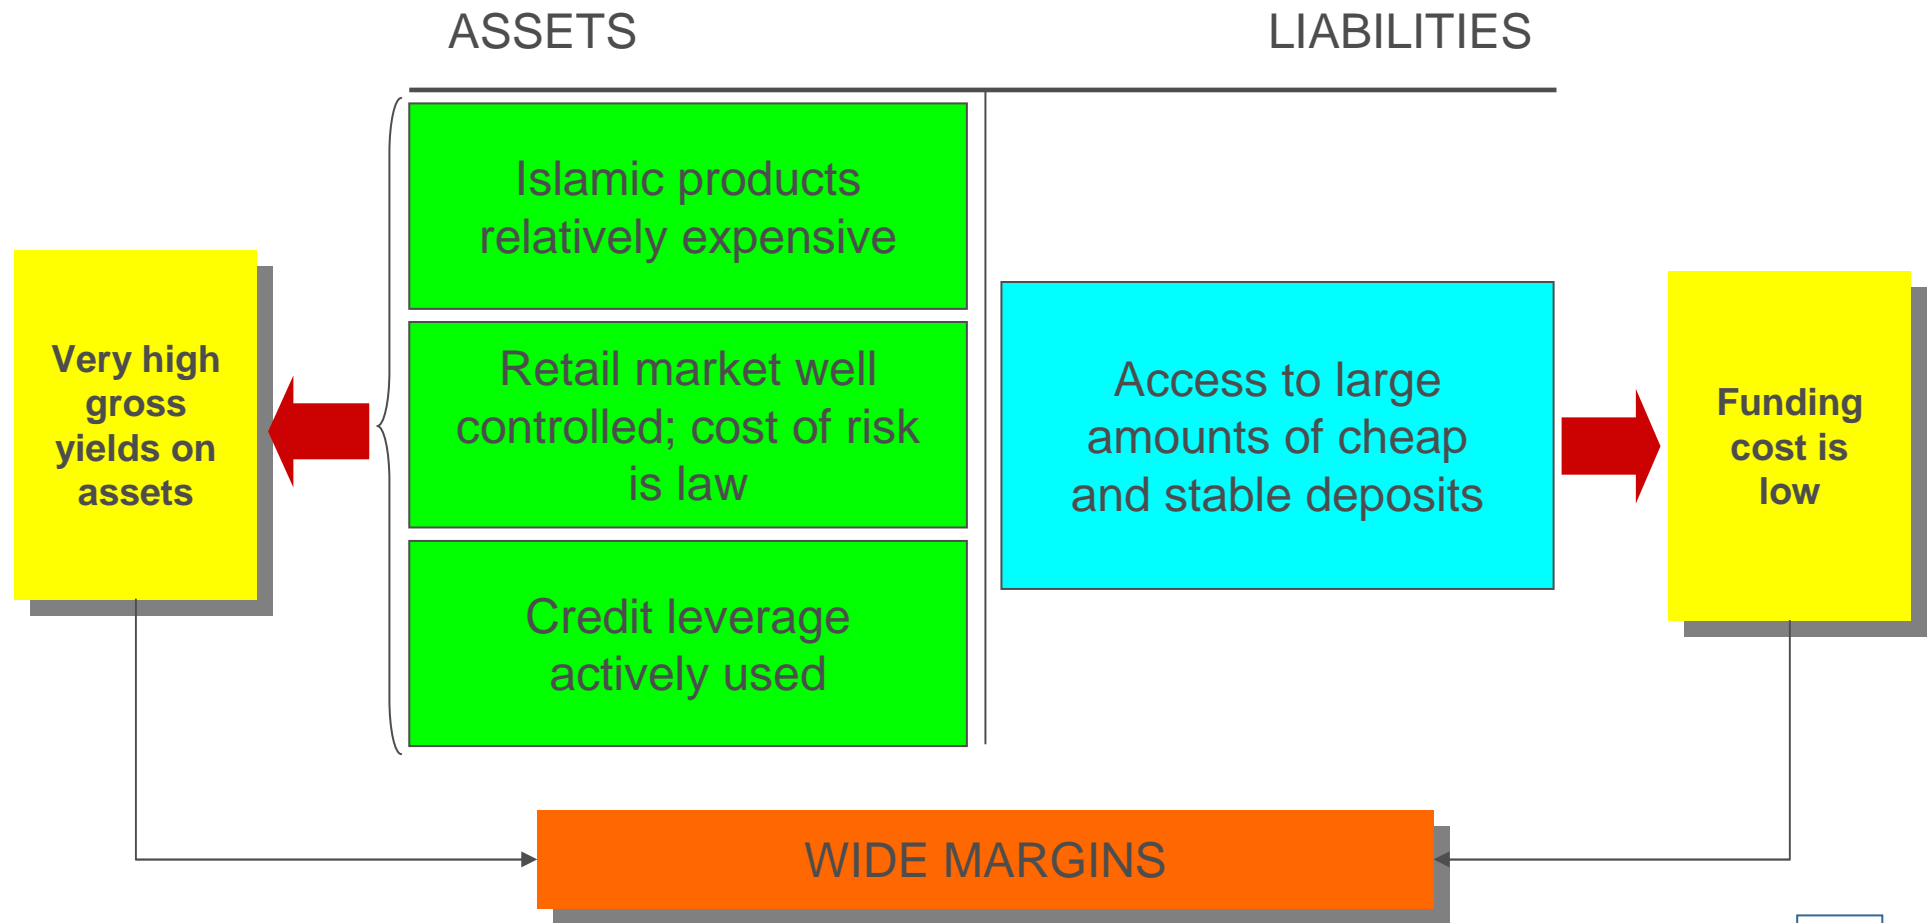 ASSETS
LIABILITIES
Islamic products
relatively expensive
Very high
gross
yields on
assets
Retail market well
controlled; cost of risk
is law
Access to large
amounts of cheap
and stable deposits
Funding
cost is
low
Credit leverage
actively used
WIDE MARGINS